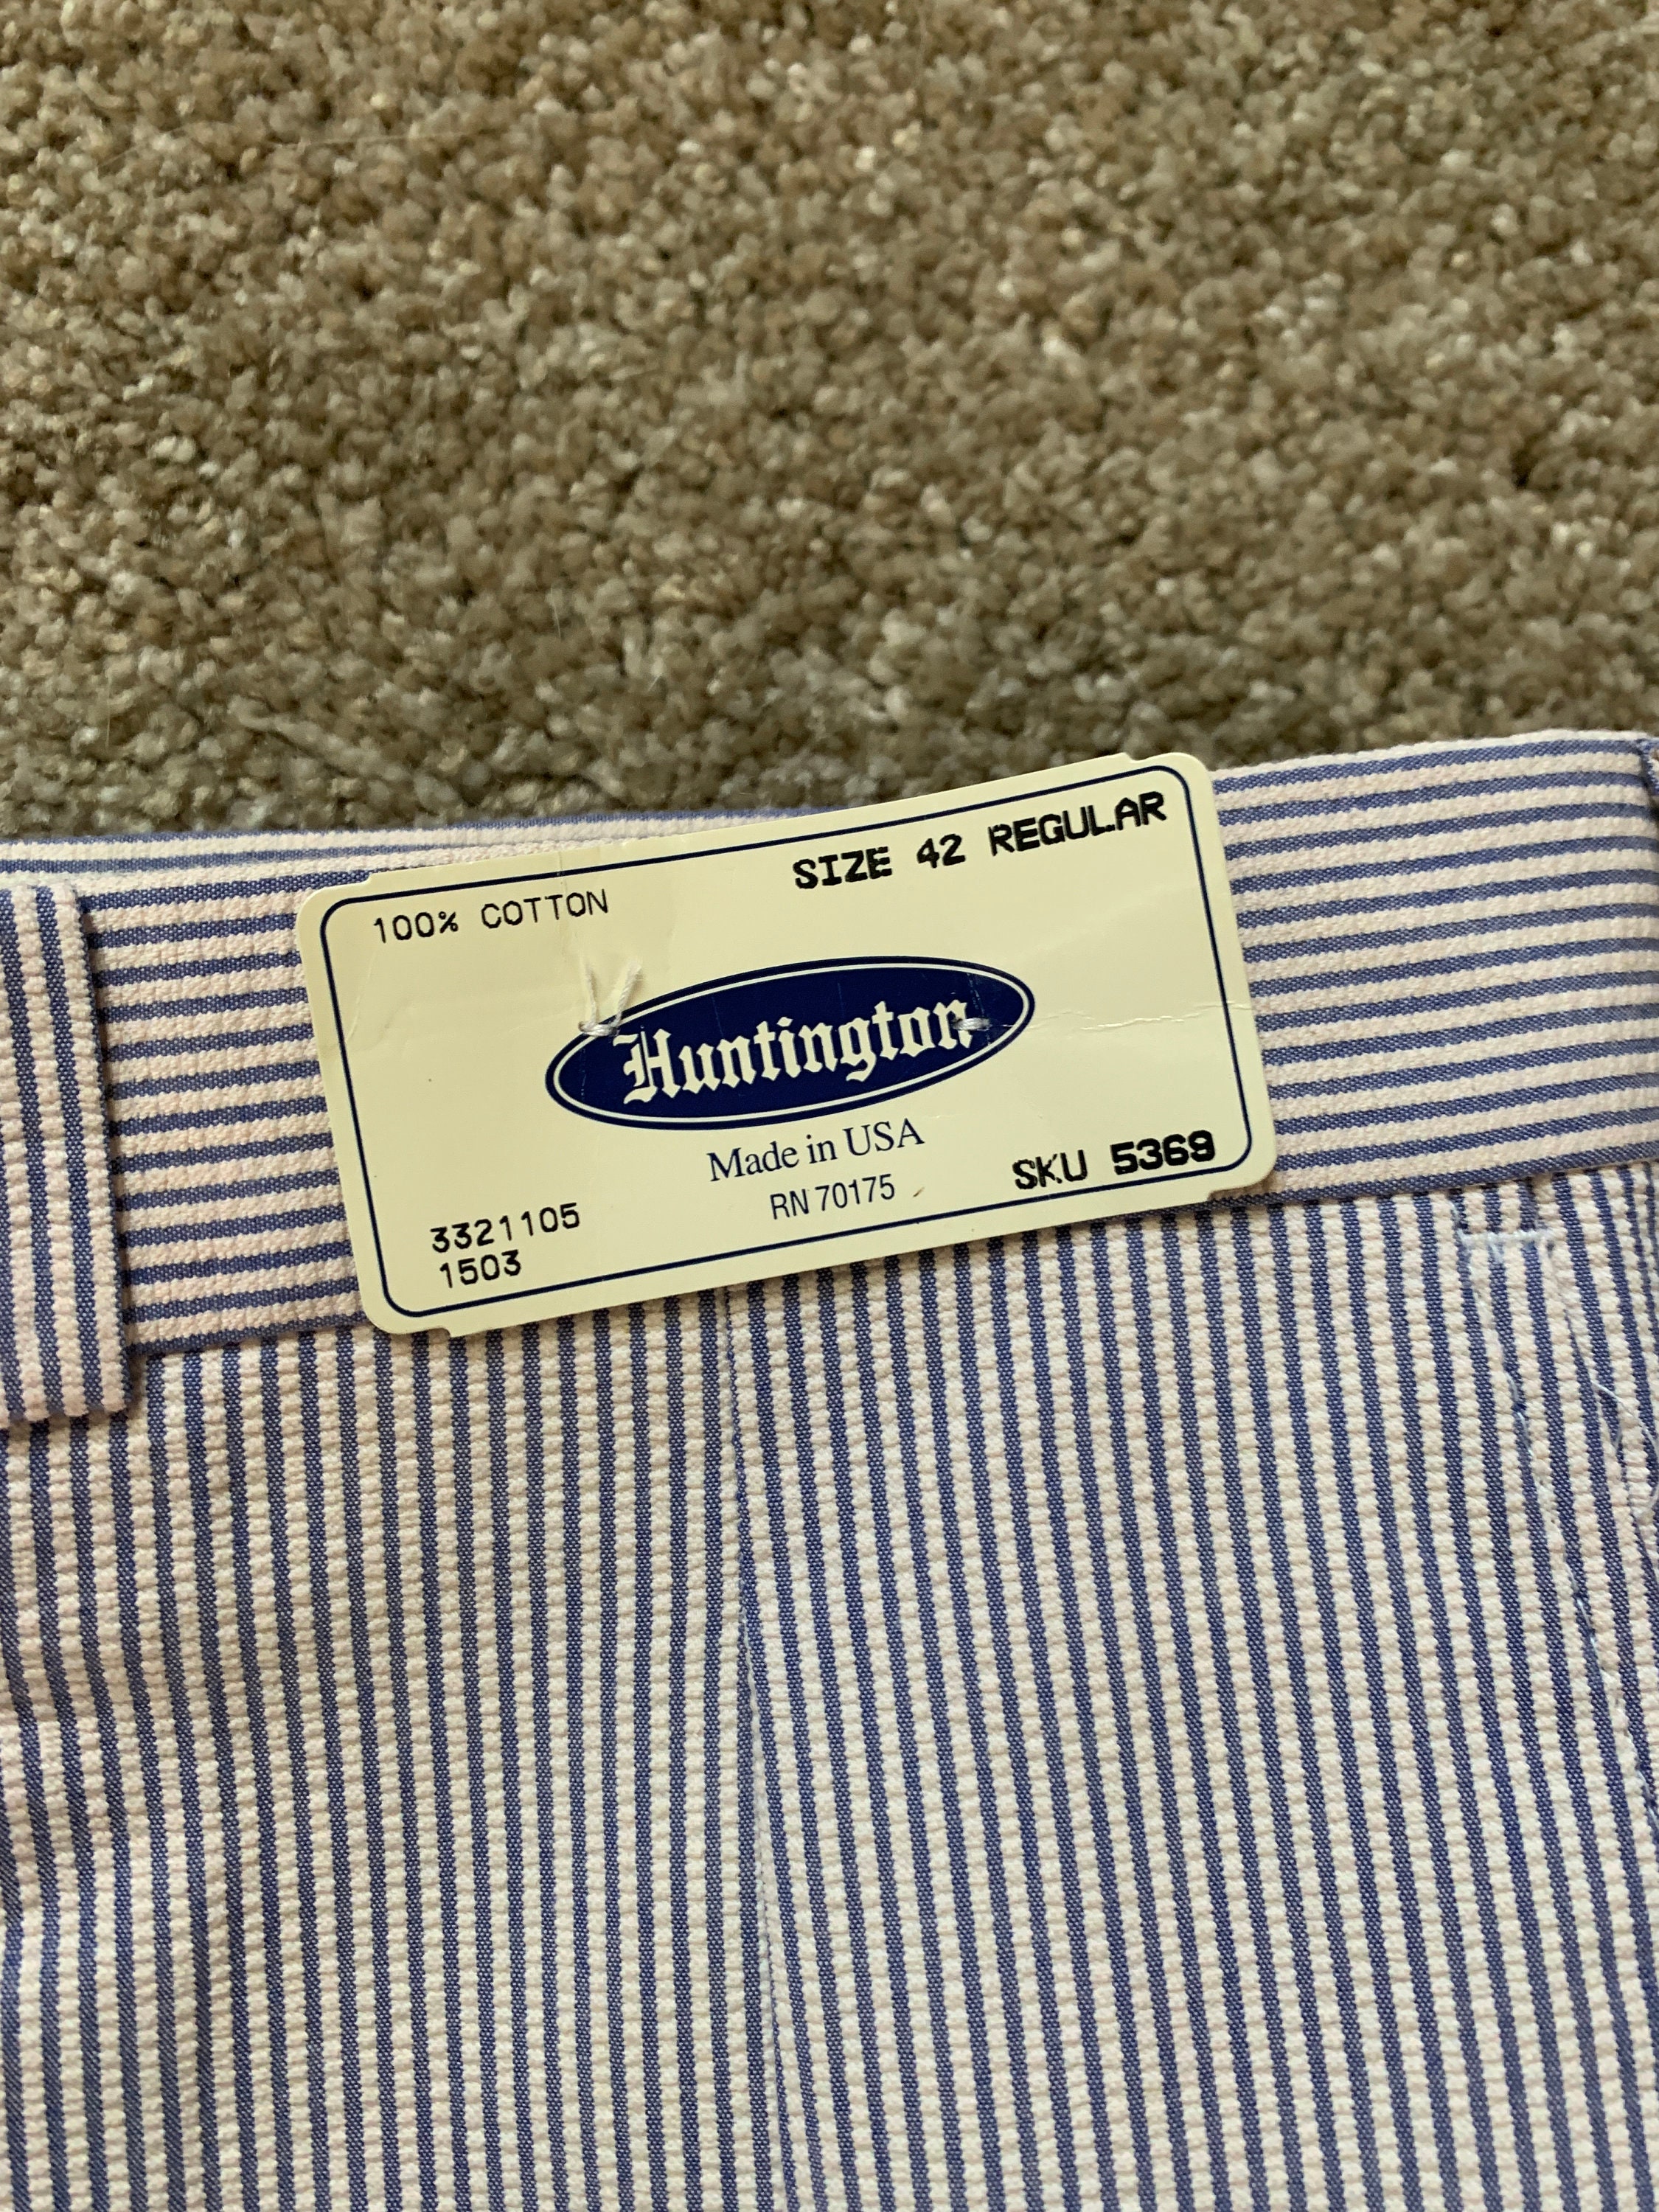 100% COTTON
SIZE 42 REGULAR
Huntington
Made in USA
RN 70175
SKU 5369
3321105
1503